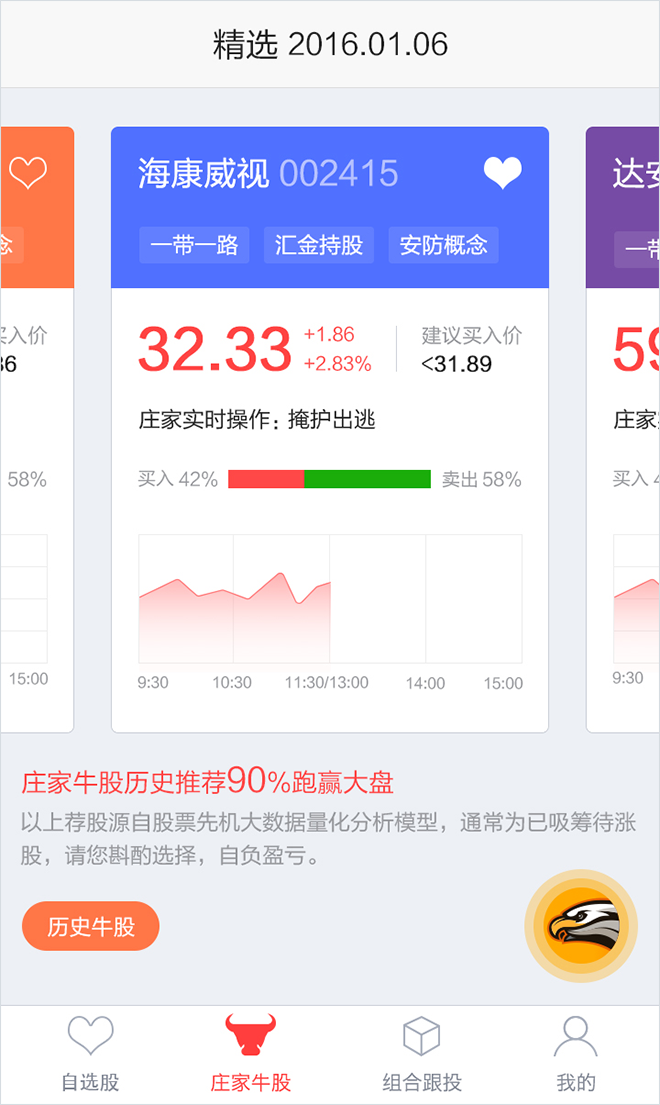 精选 2016.01.06
海康威视 002415
达安
念
一带一路 汇金持股 安防概念
一带
买入价
36
32.33
+1.86
+2.83%
建议买入价
<31.89
59
庄家实时操作：掩护出逃
庄家实
58%
买入 42%
卖出 58%
买入 4
15:00
9:30 10:30 11:30/13:00 14:00 15:00
9:30
庄家牛股历史推荐90%跑赢大盘
以上荐股源自股票先机大数据量化分析模型，通常为已吸筹待涨
股，请您斟酌选择，自负盈亏。
历史牛股
自选股 庄家牛股 组合跟投 我的